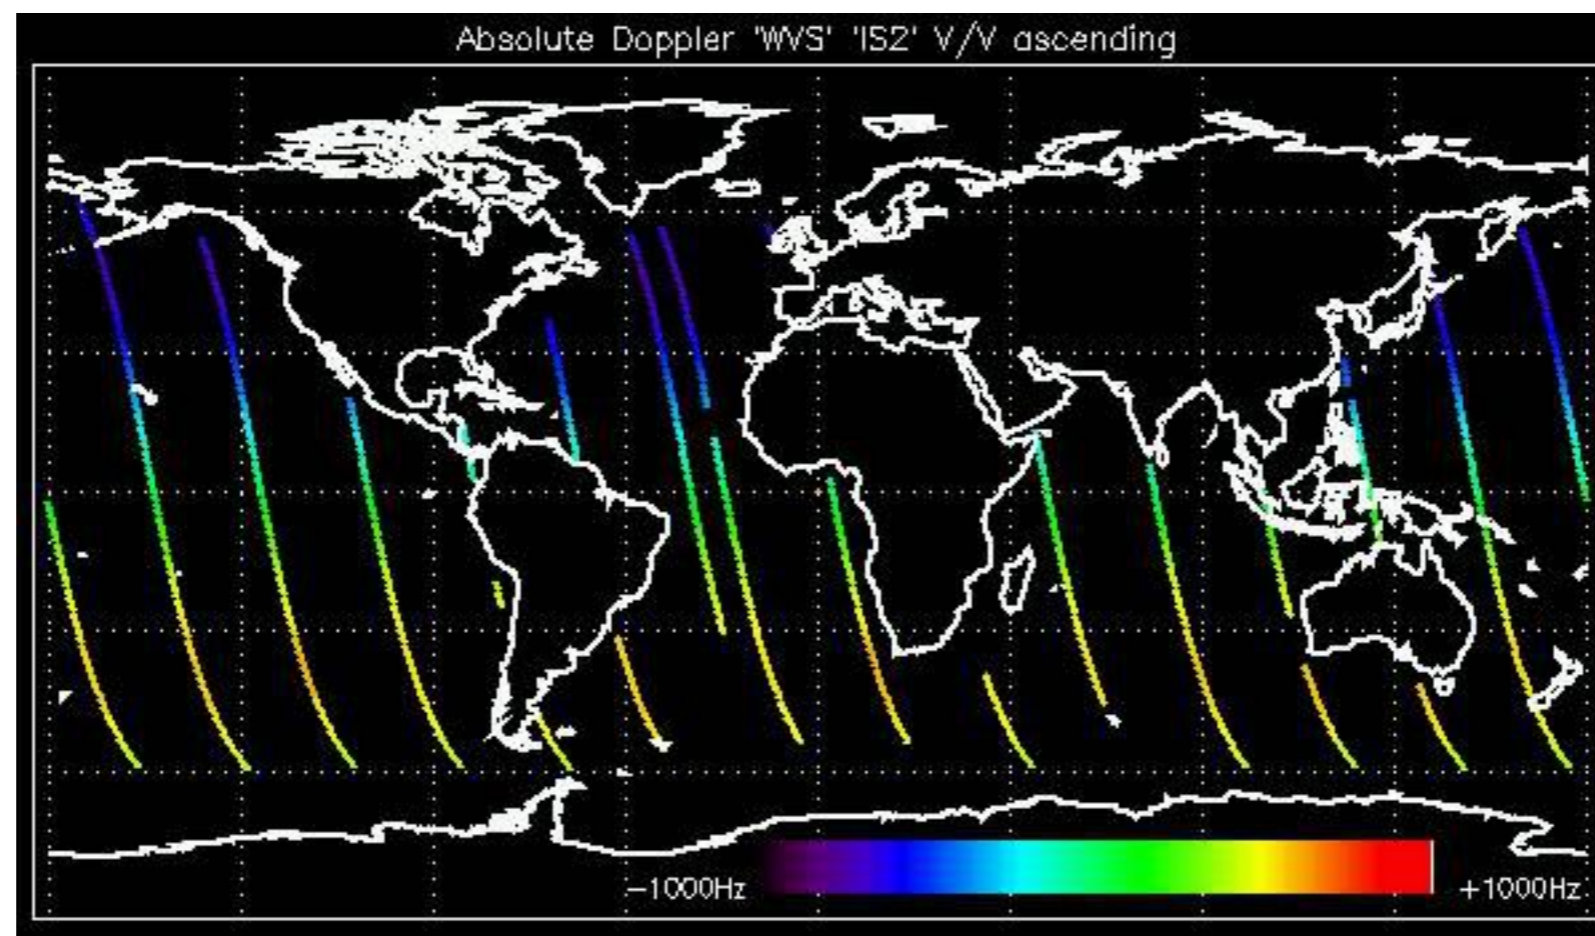 Absolute Doppler 'WVS' 'IS2' V/V ascending
-1000Hz
+1000Hz